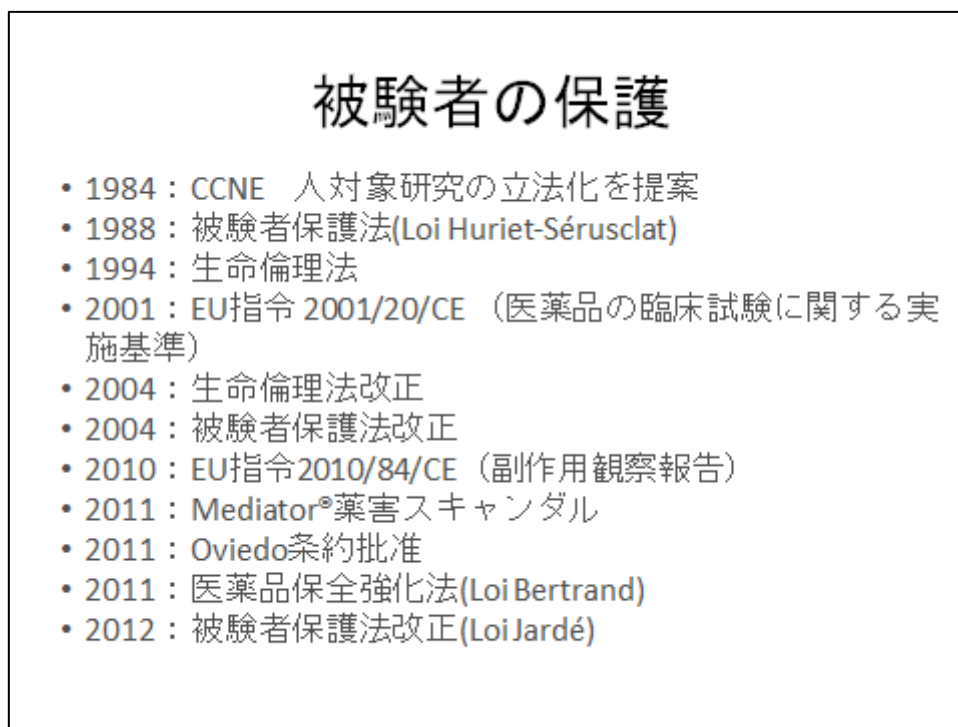 被験者の保護
• 1984：CCNE　人対象研究の立法化を提案
• 1988：被験者保護法(Loi Huriet-Sérusclat)
• 1994：生命倫理法
• 2001：EU指令 2001/20/CE （医薬品の臨床試験に関する実
施基準）
• 2004：生命倫理法改正
• 2004：被験者保護法改正
• 2010：EU指令2010/84/CE（副作用観察報告）
• 2011：Mediator®薬害スキャンダル
• 2011：Oviedo条約批准
• 2011：医薬品保全強化法(Loi Bertrand)
• 2012：被験者保護法改正(Loi Jardé)